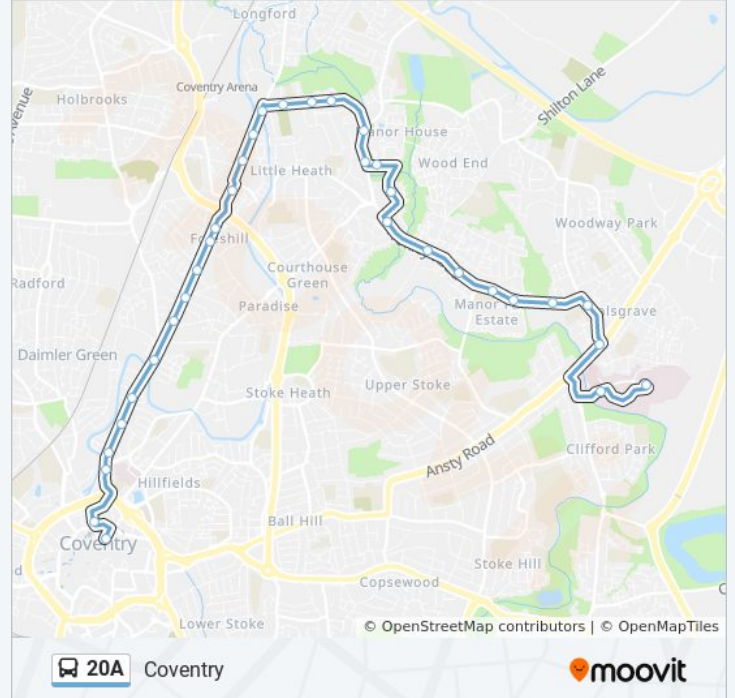 Longford
Coventry Arena
Avenue
Holbrooks
Shilton Lane
Manor House
Little Heath
Wood End
Woodway Park
Foleshill
Radford
Courthouse
Green
Paradise
Manor
Estate
alsgrave
Daimler Green
Stoke Heath
Upper Stoke
Ansty Road
Clifford Park
Hillfields
Ball Hill
Coventry
Stoke Hill
Copsewood
Lower Stoke
© OpenStreetMap contributors | © OpenMapTiles
20A Coventry
moovit